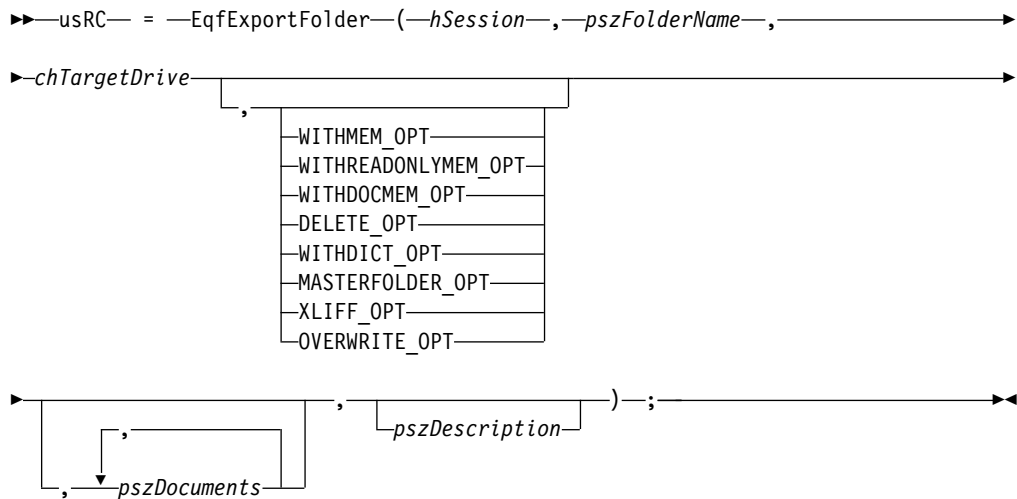 usRC = EqfExportFolder ( hSession , pszFolderName ,
chTargetDrive
,
WITHMEM_OPT
WITHREADONLYMEM_OPT
WITHDOCMEM_OPT
DELETE_OPT
WITHDICT_OPT
MASTERFOLDER_OPT
XLIFF_OPT
OVERWRITE_OPT
, ) ;
, pszDescription
, pszDocuments